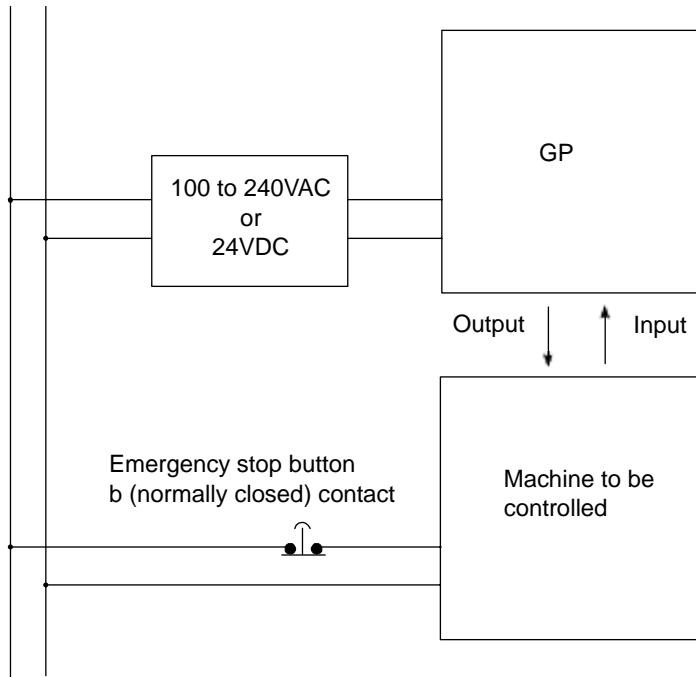 GP
100 to 240VAC
or
24VDC
Output
Input
Emergency stop button
b (normally closed) contact
Machine to be
controlled